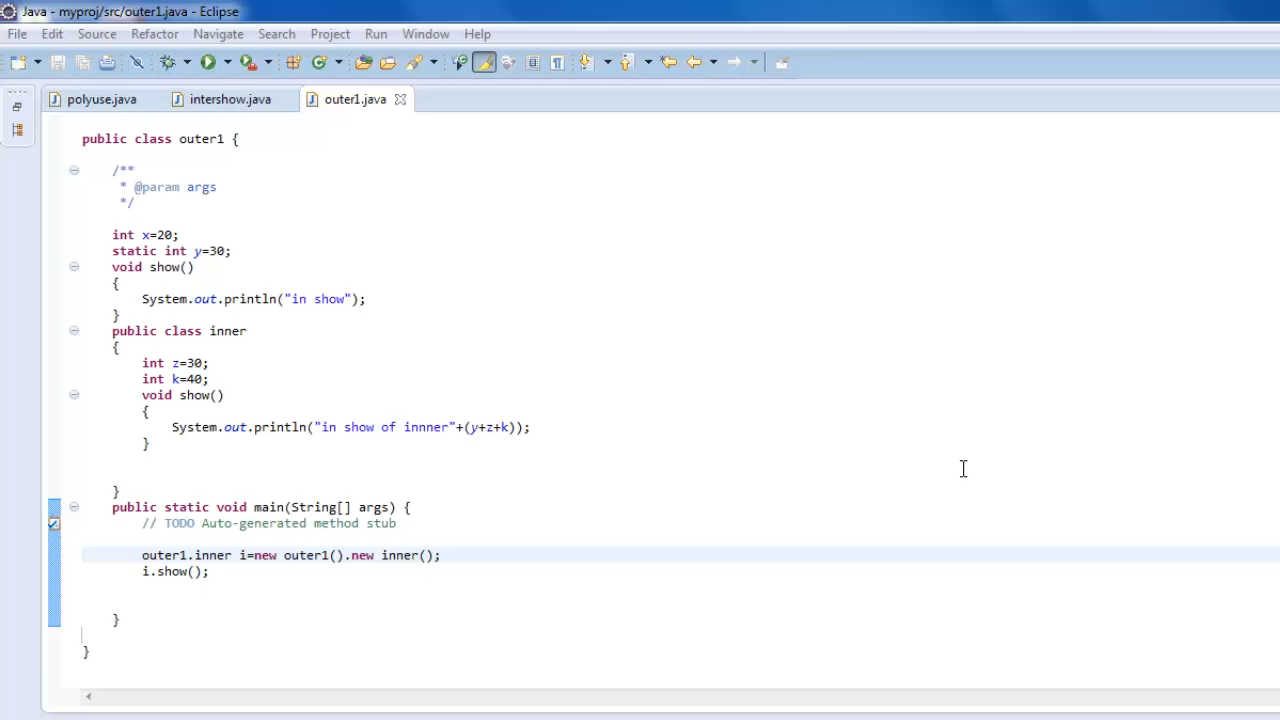 Java - myproj/src/outer1.java - Eclipse
File Edit Source Refactor Navigate Search Project Run Window Help
polyuse.java intershow.java outer1.java
public class outer1 {
/**
* @param args
*/
int x=20;
static int y=30;
void show()
{
System.out.println("in show");
}
public class inner
{
int z=30;
int k=40;
void show()
{
System.out.println("in show of innner"+(y+z+k));
}
}
public static void main(String[] args) {
// TODO Auto-generated method stub
outer1.inner i=new outer1().new inner();
i.show();
}
}